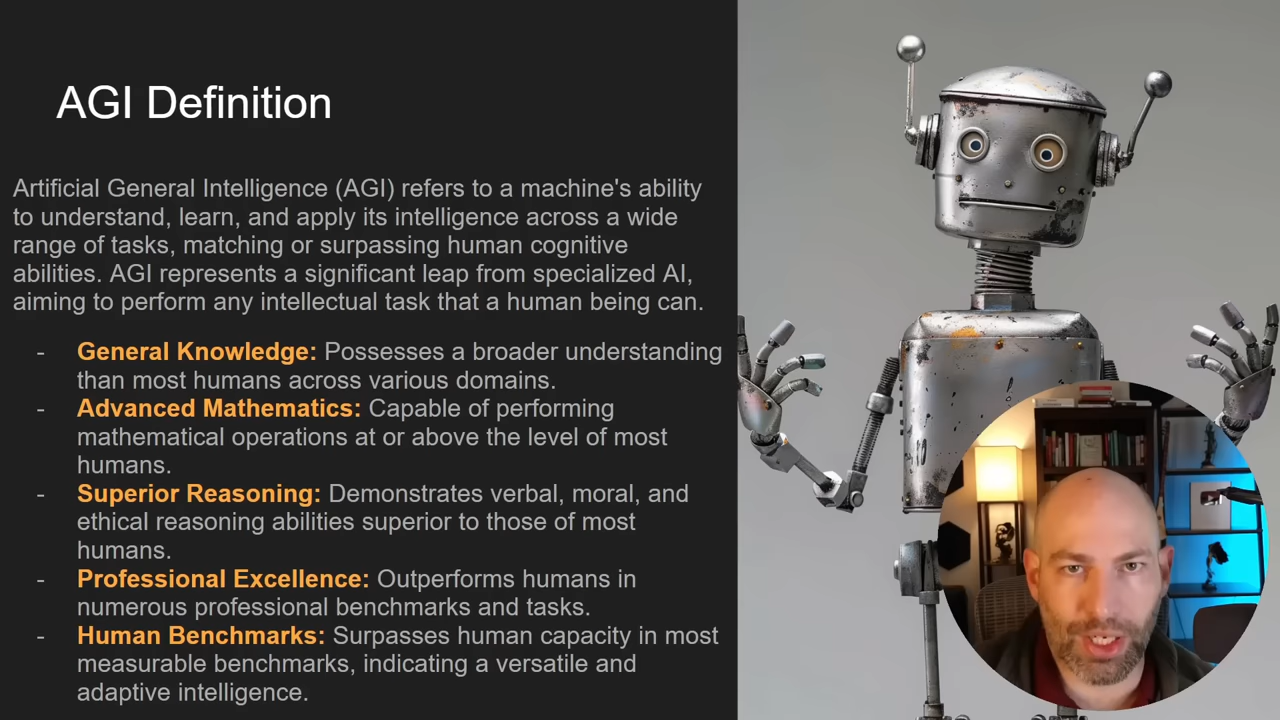 AGI Definition
Artificial General Intelligence (AGI) refers to a machine's ability
to understand, learn, and apply its intelligence across a wide
range of tasks, matching or surpassing human cognitive
abilities. AGI represents a significant leap from specialized AI,
aiming to perform any intellectual task that a human being can.
- General Knowledge: Possesses a broader understanding
than most humans across various domains.
- Advanced Mathematics: Capable of performing
mathematical operations at or above the level of most
humans.
- Superior Reasoning: Demonstrates verbal, moral, and
ethical reasoning abilities superior to those of most
humans.
- Professional Excellence: Outperforms humans in
numerous professional benchmarks and tasks.
- Human Benchmarks: Surpasses human capacity in most
measurable benchmarks, indicating a versatile and
adaptive intelligence.